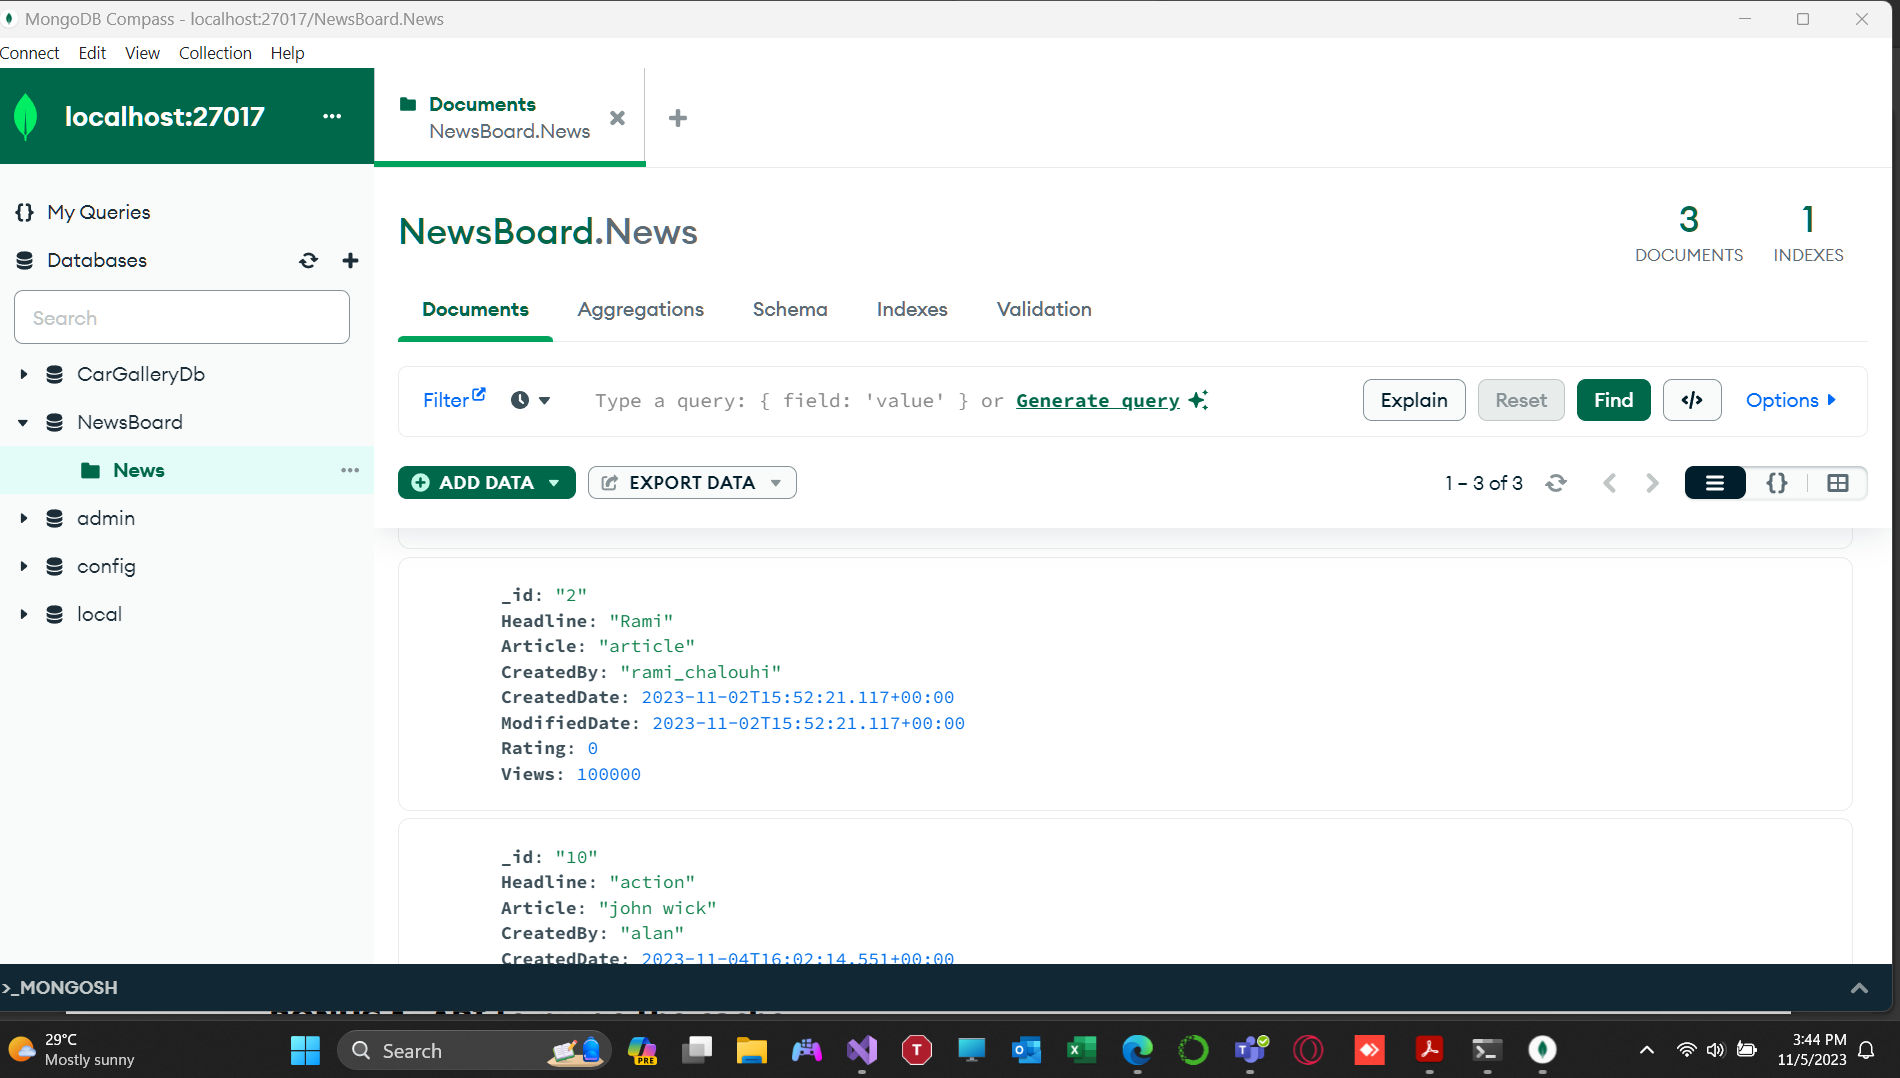 MongoDB Compass - localhost:27017/NewsBoard.News
Connect Edit View Collection Help
localhost:27017 ...
Documents
NewsBoard.News
My Queries
Databases
Search
CarGalleryDb
NewsBoard
News
admin
config
local
NewsBoard.News
3
DOCUMENTS
1
INDEXES
Documents Aggregations Schema Indexes Validation
Filter Type a query: { field: 'value' } or Generate query Explain Reset Find </> Options
ADD DATA EXPORT DATA 1 – 3 of 3 {}
_id: "2"
Headline: "Rami"
Article: "article"
CreatedBy: "rami_chalouhi"
CreatedDate: 2023-11-02T15:52:21.117+00:00
ModifiedDate: 2023-11-02T15:52:21.117+00:00
Rating: 0
Views: 100000
_id: "10"
Headline: "action"
Article: "john wick"
CreatedBy: "alan"
CreatedDate: 2023-11-04T16:02:14.551+00:00
>_MONGOSH
29°C
Mostly sunny
Search
PRE
3:44 PM
11/5/2023